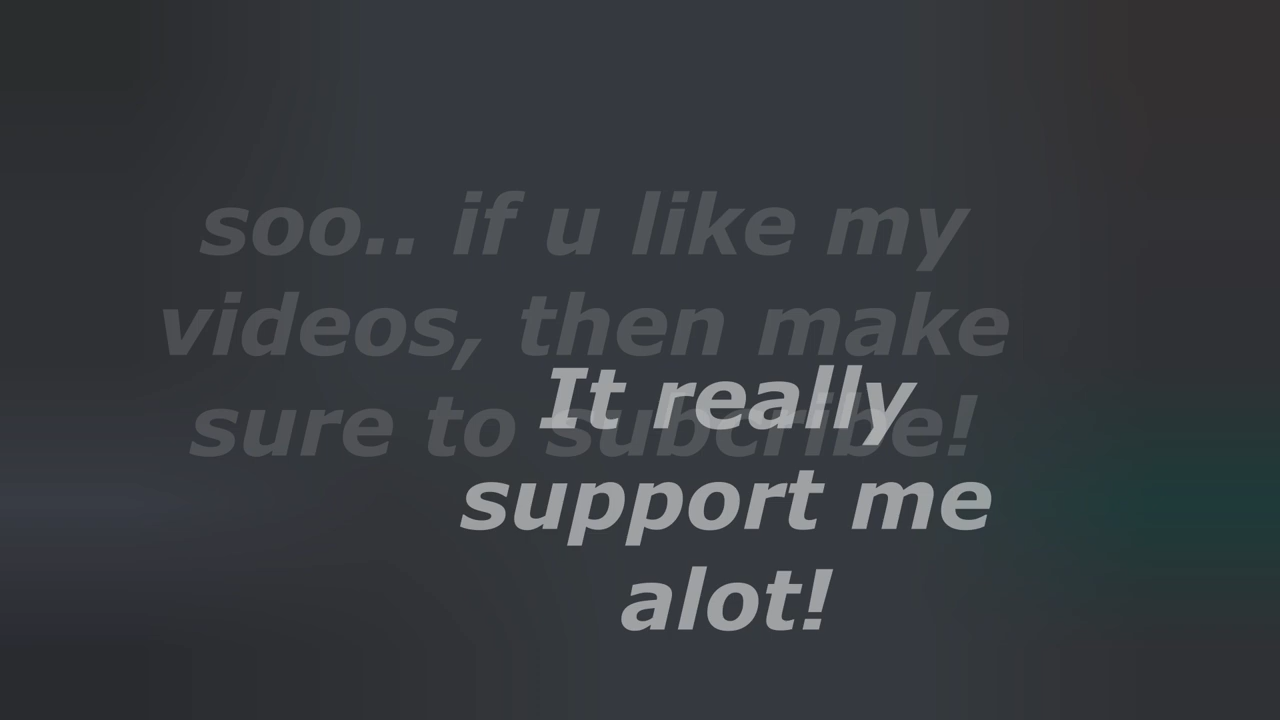 soo.. if u like my
videos, then make
sure to subcribe!
It really
support me
alot!